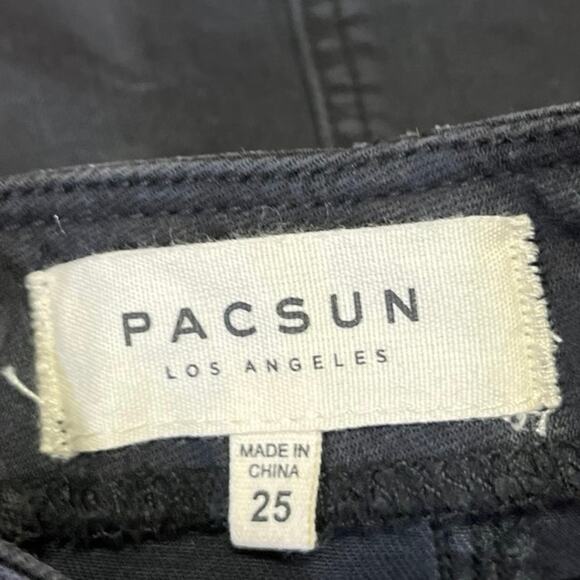 PACSUN
LOS ANGELES
MADE IN
CHINA
25